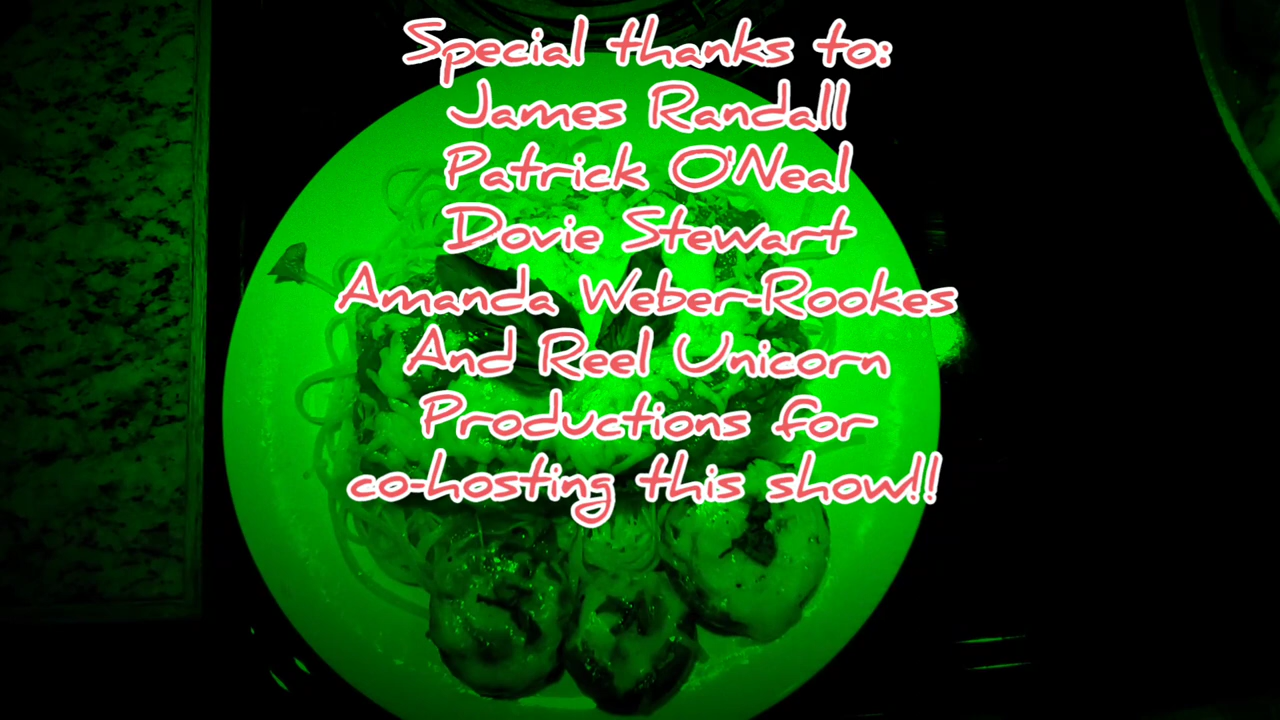 Special thanks to:
James Randall
Patrick O'Neal
Dovie Stewart
Amanda Weber-Rookes
And Reel Unicorn
Productions for
co-hosting this show!!